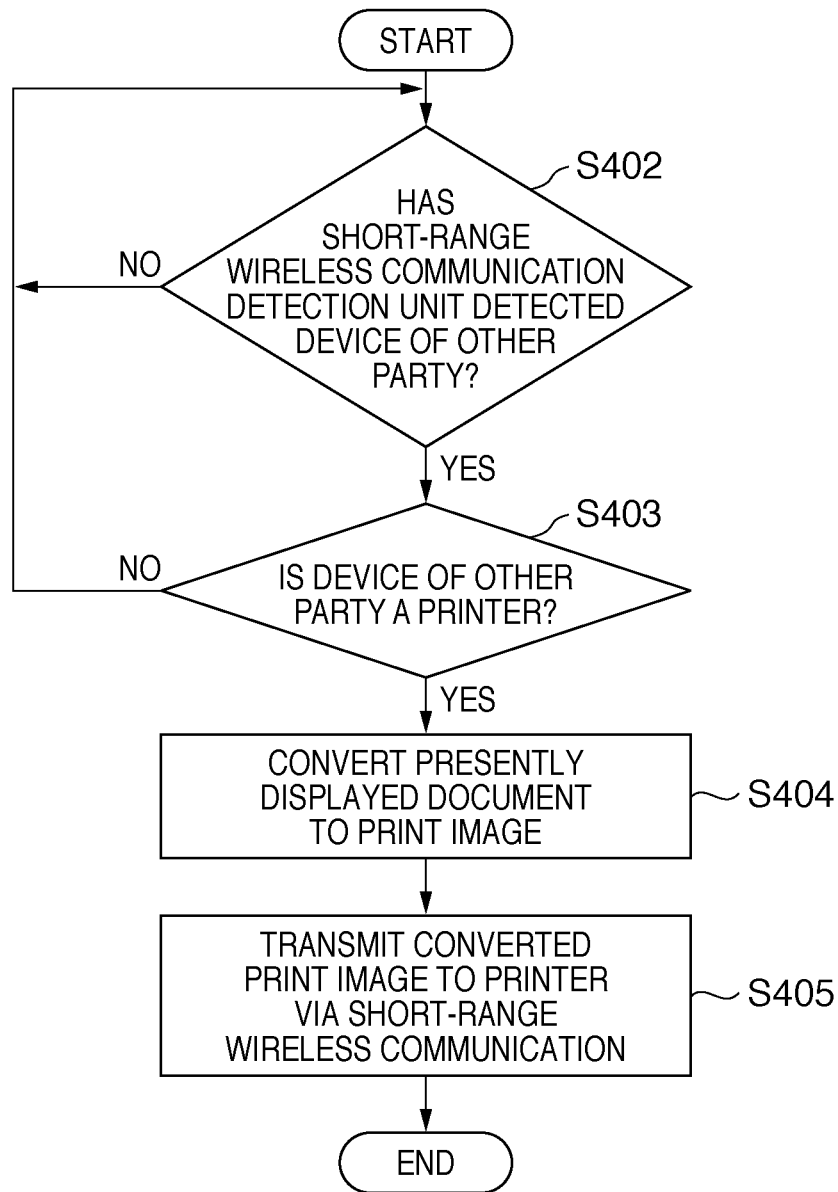 START
S402
HAS
SHORT-RANGE
WIRELESS COMMUNICATION
DETECTION UNIT DETECTED
DEVICE OF OTHER
PARTY?
NO
YES
S403
IS DEVICE OF OTHER
PARTY A PRINTER?
NO
YES
CONVERT PRESENTLY
DISPLAYED DOCUMENT
TO PRINT IMAGE
S404
TRANSMIT CONVERTED
PRINT IMAGE TO PRINTER
VIA SHORT-RANGE
WIRELESS COMMUNICATION
S405
END